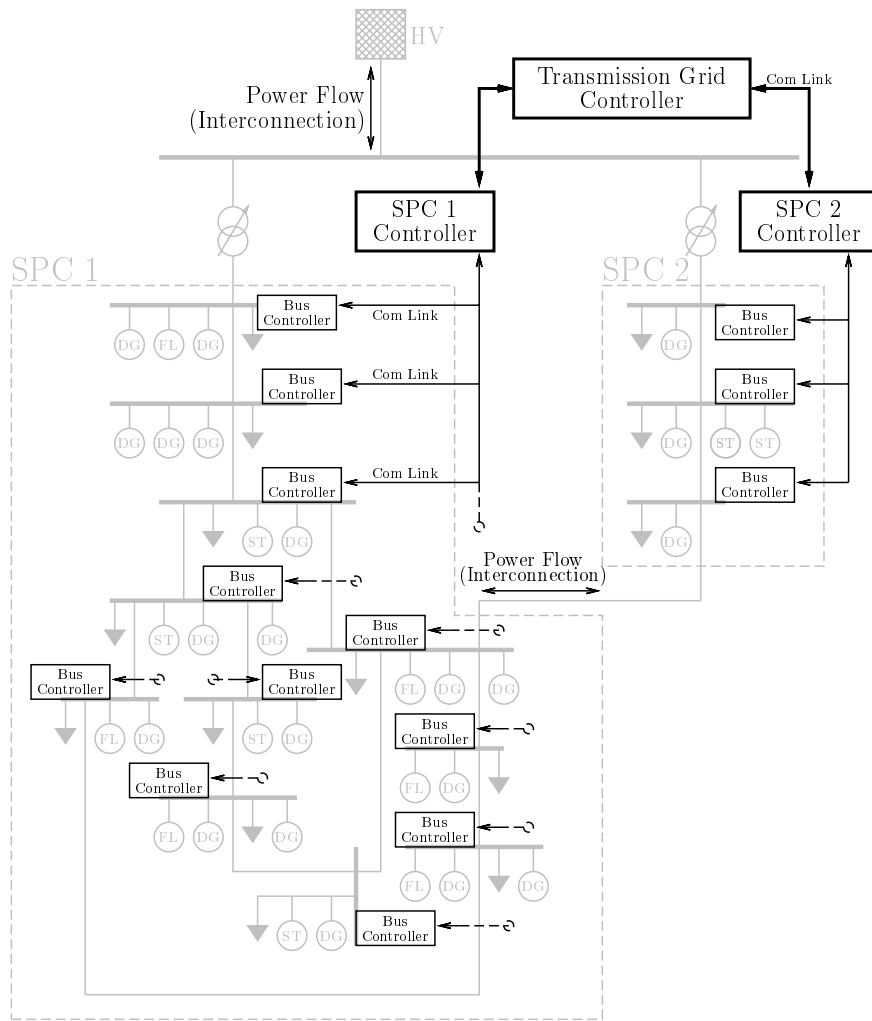 HV
Power Flow
(Interconnection)
Transmission Grid
Controller
Com Link
SPC 1
Controller
SPC 2
Controller
SPC 1
SPC 2
Bus
Controller
Com Link
Bus
Controller
DG
FL
DG
DG
Bus
Controller
Com Link
Bus
Controller
DG
DG
DG
DG
ST
ST
Bus
Controller
Com Link
Bus
Controller
ST
DG
DG
Power Flow
(Interconnection)
Bus
Controller
ST
DG
DG
Bus
Controller
Bus
Controller
Bus
Controller
FL
DG
DG
FL
DG
ST
DG
Bus
Controller
Bus
Controller
FL
DG
FL
DG
Bus
Controller
DG
FL
DG
DG
Bus
Controller
ST
DG